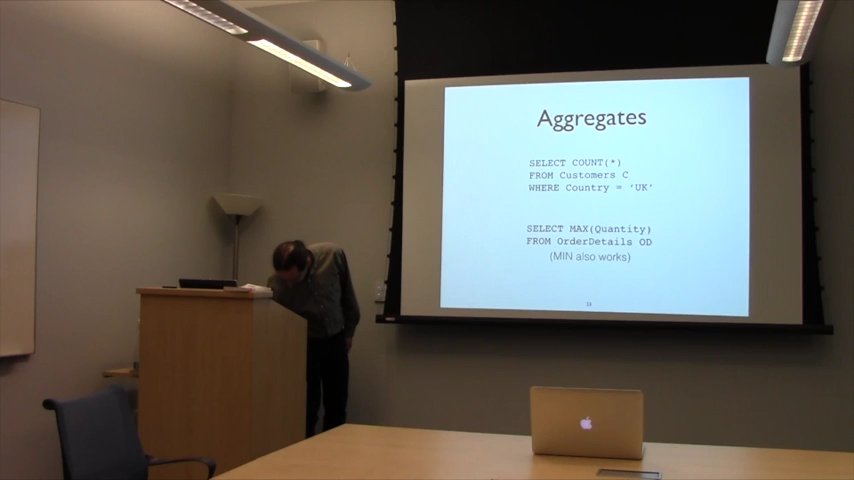 Aggregates
SELECT COUNT(*)
FROM Customers C
WHERE Country = ‘UK’
SELECT MAX(Quantity)
FROM OrderDetails OD
(MIN also works)